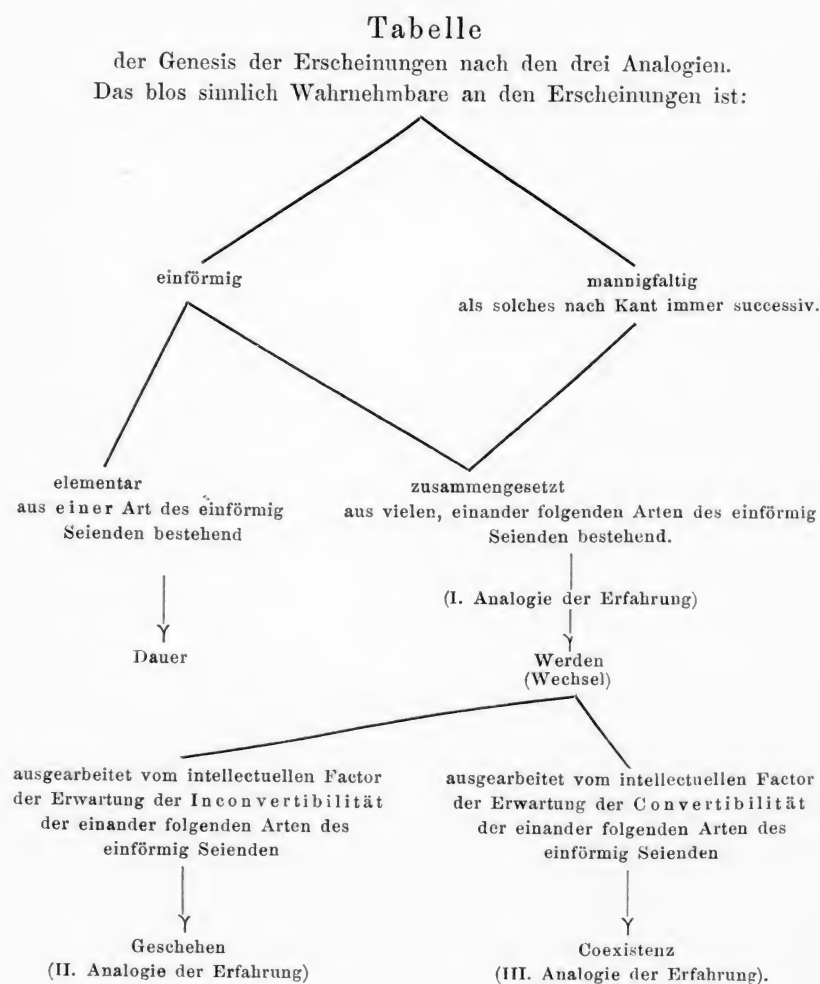 Tabelle
der Genesis der Erscheinungen nach den drei Analogien.
Das blos sinnlich Wahrnehmbare an den Erscheinungen ist:
einförmig
mannigfaltig
als solches nach Kant immer successiv.
elementar
aus einer Art des einförmig
Seienden bestehend
zusammengesetzt
aus vielen, einander folgenden Arten des einförmig
Seienden bestehend.
(I. Analogie der Erfahrung)
Dauer
Werden
(Wechsel)
ausgearbeitet vom intellectuellen Factor
der Erwartung der Inconvertibilität
der einander folgenden Arten des
einförmig Seienden
ausgearbeitet vom intellectuellen Factor
der Erwartung der Convertibilität
der einander folgenden Arten des
einförmig Seienden
Geschehen
(II. Analogie der Erfahrung)
Coexistenz
(III. Analogie der Erfahrung).